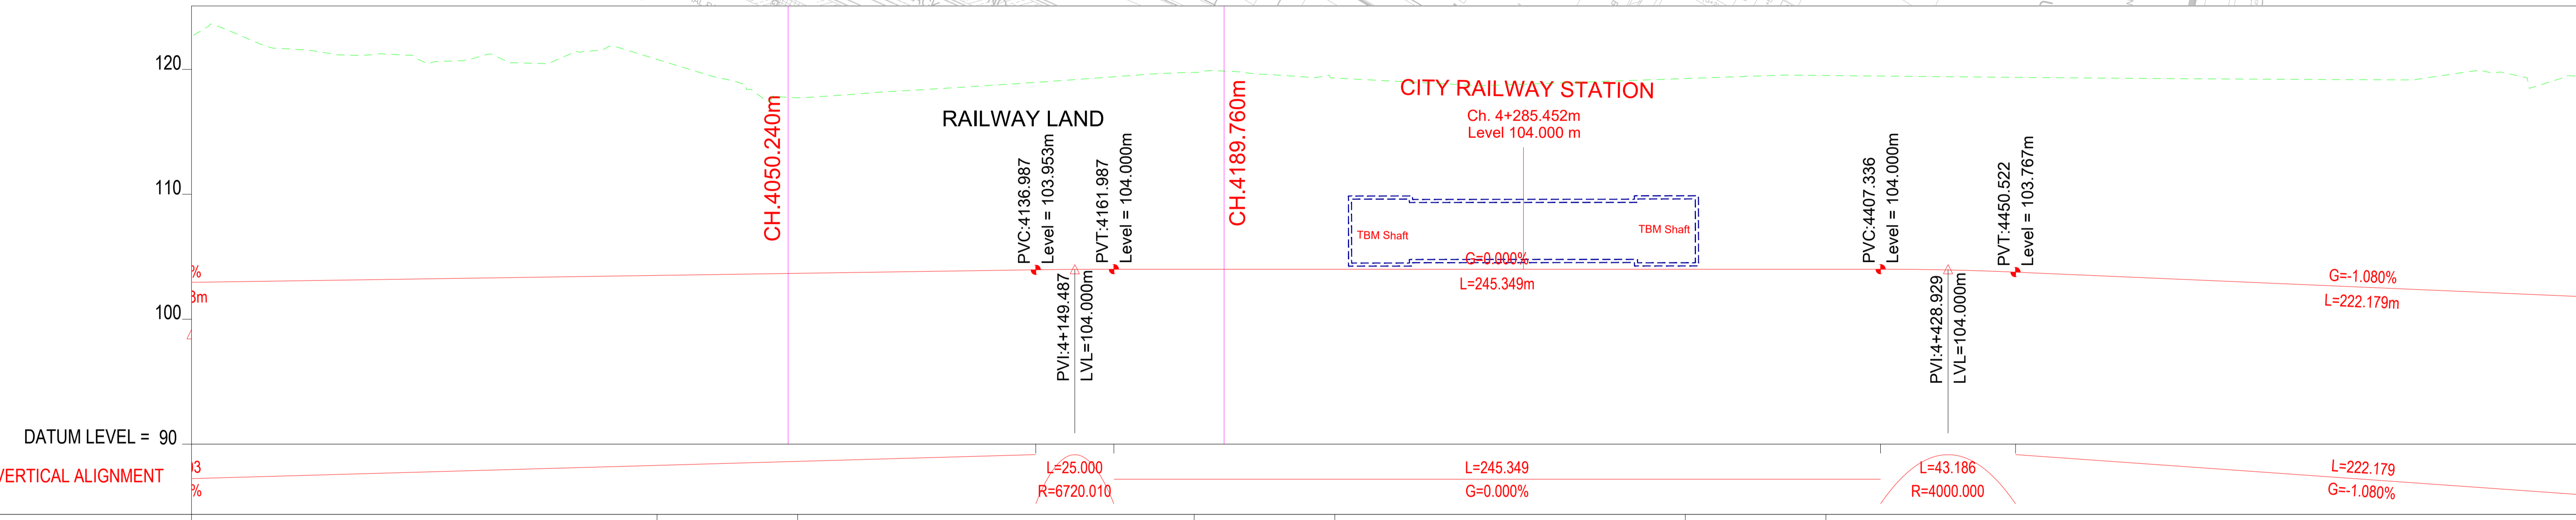 120
110
100
DATUM LEVEL = 90
VERTICAL ALIGNMENT
%
3m
CH.4050.240m
RAILWAY LAND
PVC:4136.987
Level = 103.953m
PVT:4161.987
Level = 104.000m
PVI:4+149.487
LVL=104.000m
CH.4189.760m
CITY RAILWAY STATION
Ch. 4+285.452m
Level 104.000 m
TBM Shaft
TBM Shaft
G=0.000%
L=245.349m
PVC:4407.336
Level = 104.000m
PVT:4450.522
Level = 103.767m
PVI:4+428.929
LVL=104.000m
G=-1.080%
L=222.179m
3
%
L=25.000
R=6720.010
L=245.349
G=0.000%
L=43.186
R=4000.000
L=222.179
G=-1.080%